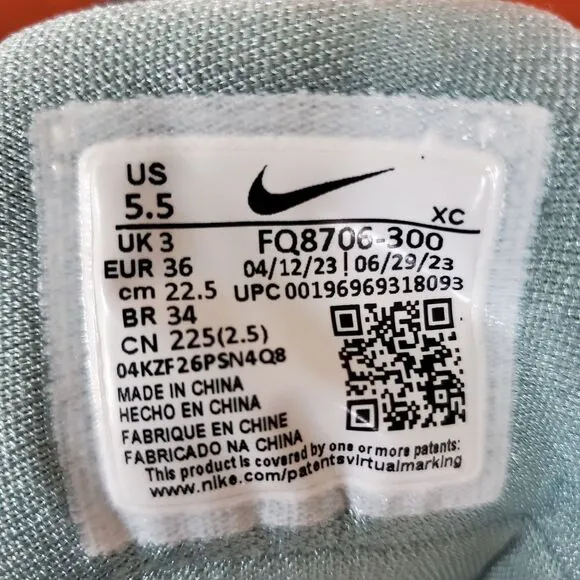 US
5.5
XC
UK 3
FQ8706-300
EUR 36
04/12/23 | 06/29/23
cm 22.5
UPC 00196969318093
BR 34
CN 225(2.5)
04KZF26PSN4Q8
MADE IN CHINA
HECHO EN CHINA
FABRIQUE EN CHINE
FABRICADO NA CHINA
This product is covered by one or more patents:
www.nike.com/patentsvirtualmarking